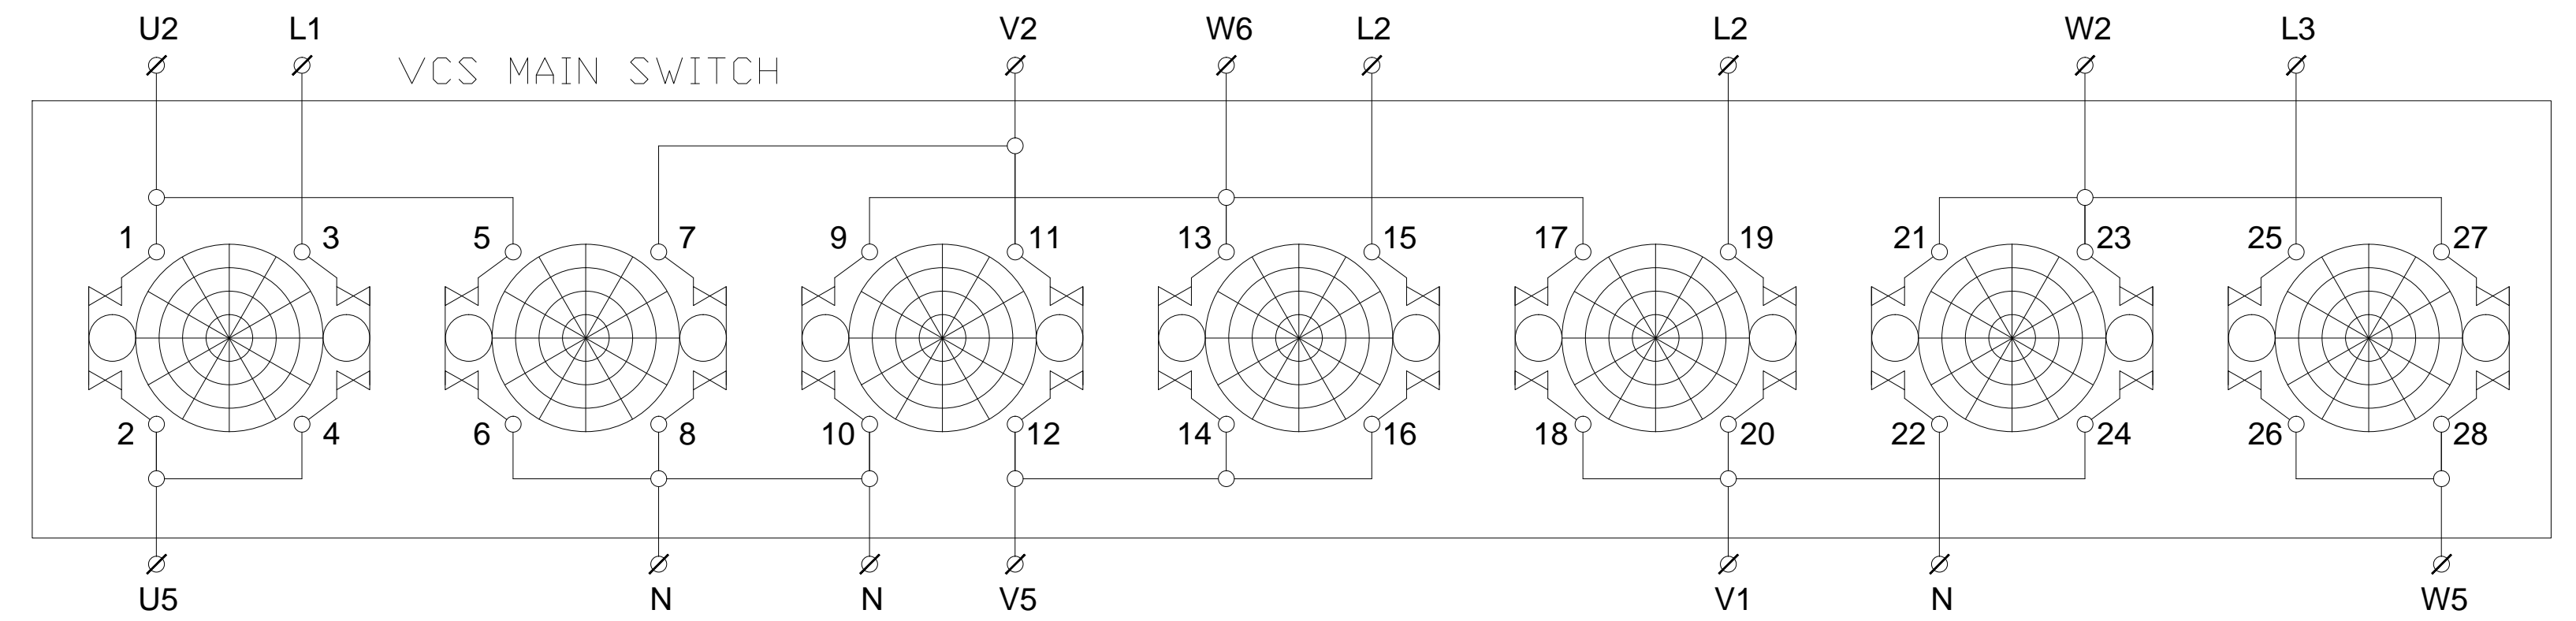 U2 L1 V2 W6 L2 L2 W2 L3
VCS MAIN SWITCH
1 3 5 7 9 11 13 15 17 19 21 23 25 27
2 4 6 8 10 12 14 16 18 20 22 24 26 28
U5 N N V5 V1 N W5